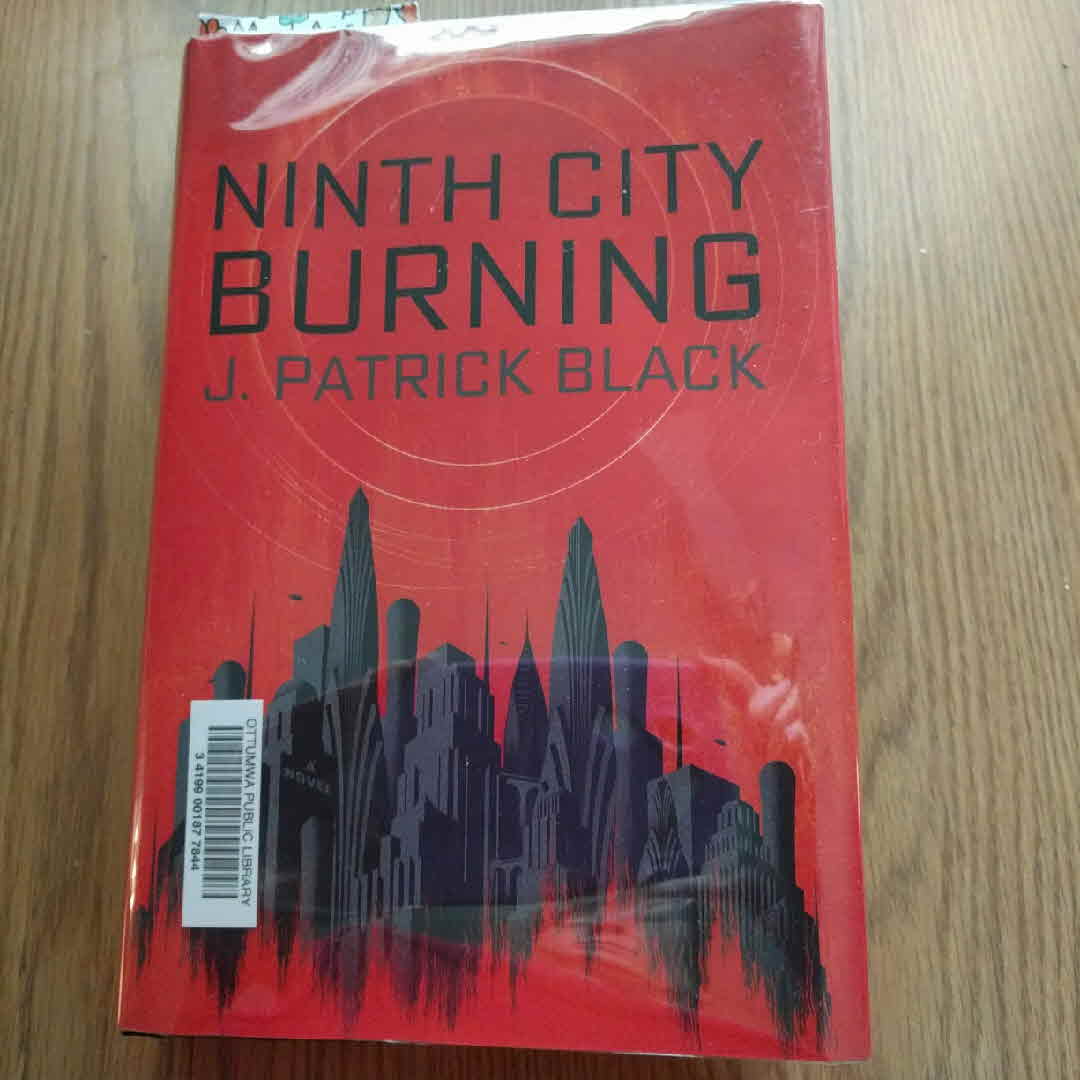 NINTH CITY
BURNING
J. PATRICK BLACK
A
NOVEL
OTTUMWA PUBLIC LIBRARY
3 4199 00187 7844